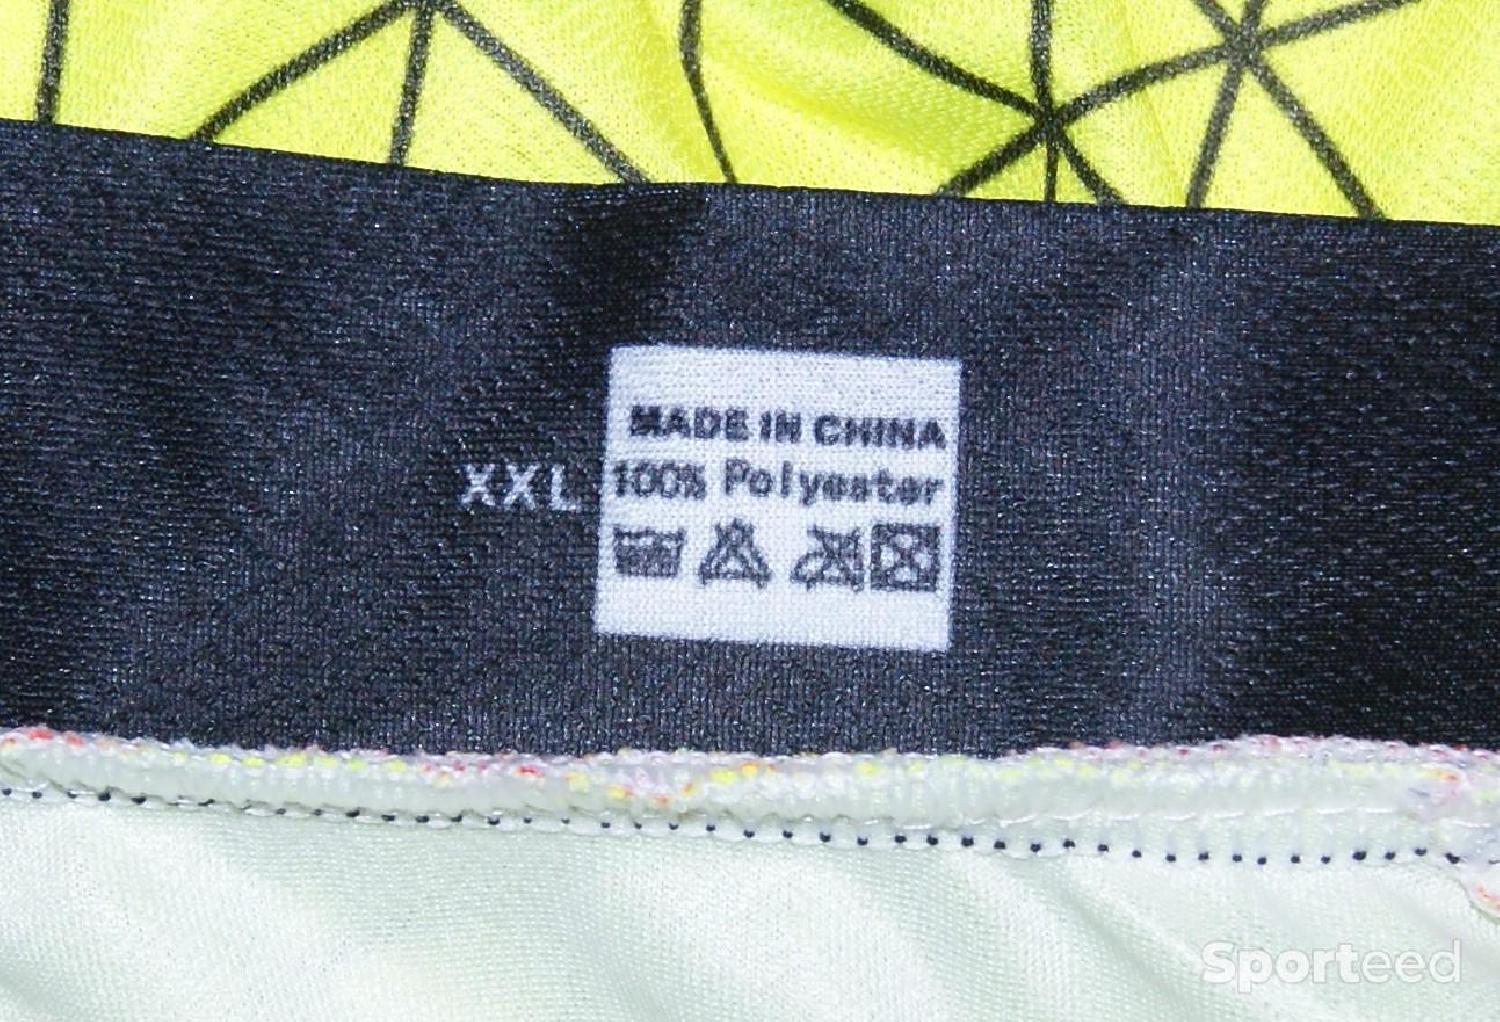 MADE IN CHINA
XXL 100% Polyester
Sporteed